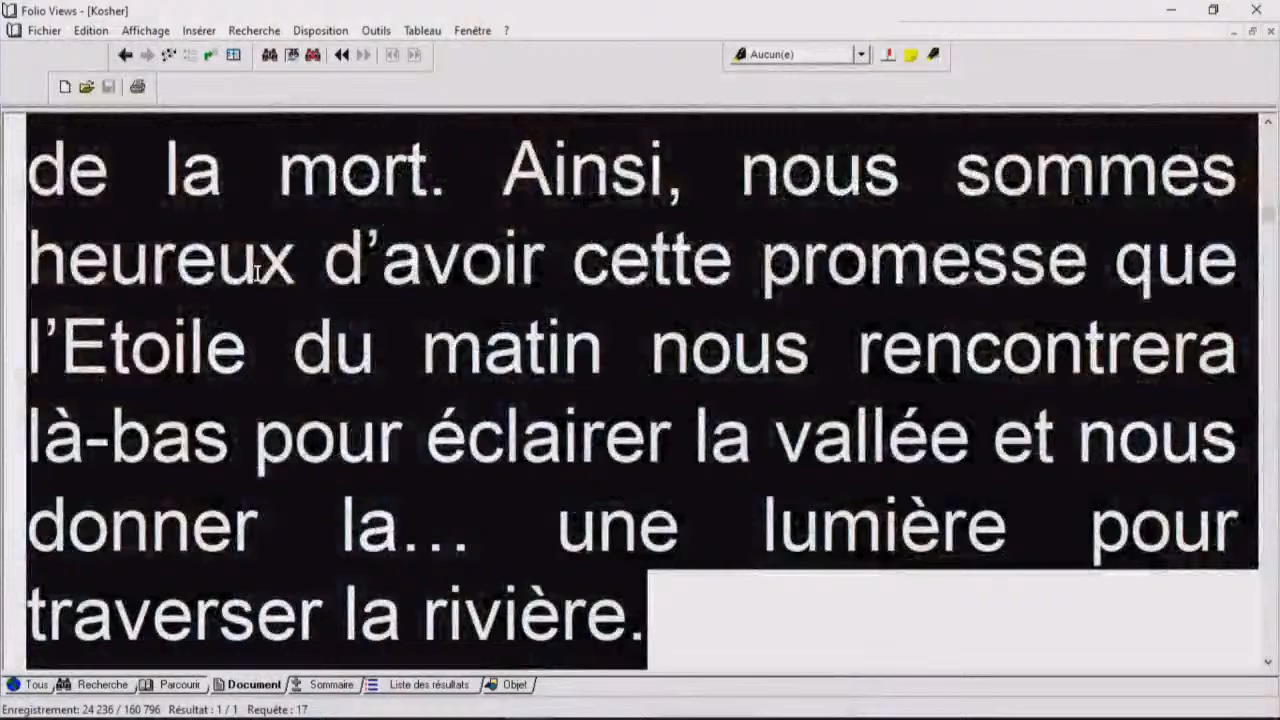 Folio Views - [Kosher]
Fichier Edition Affichage Insérer Recherche Disposition Outils Tableau Fenêtre ?
Aucun(e)
de la mort. Ainsi, nous sommes
heureux d’avoir cette promesse que
l’Etoile du matin nous rencontrera
là-bas pour éclairer la vallée et nous
donner la… une lumière pour
traverser la rivière.
Tous Recherche Parcourir Document Sommaire Liste des résultats Objet
Enregistrement: 24 236 / 160 796 Résultat : 1 / 1 Requête : 17